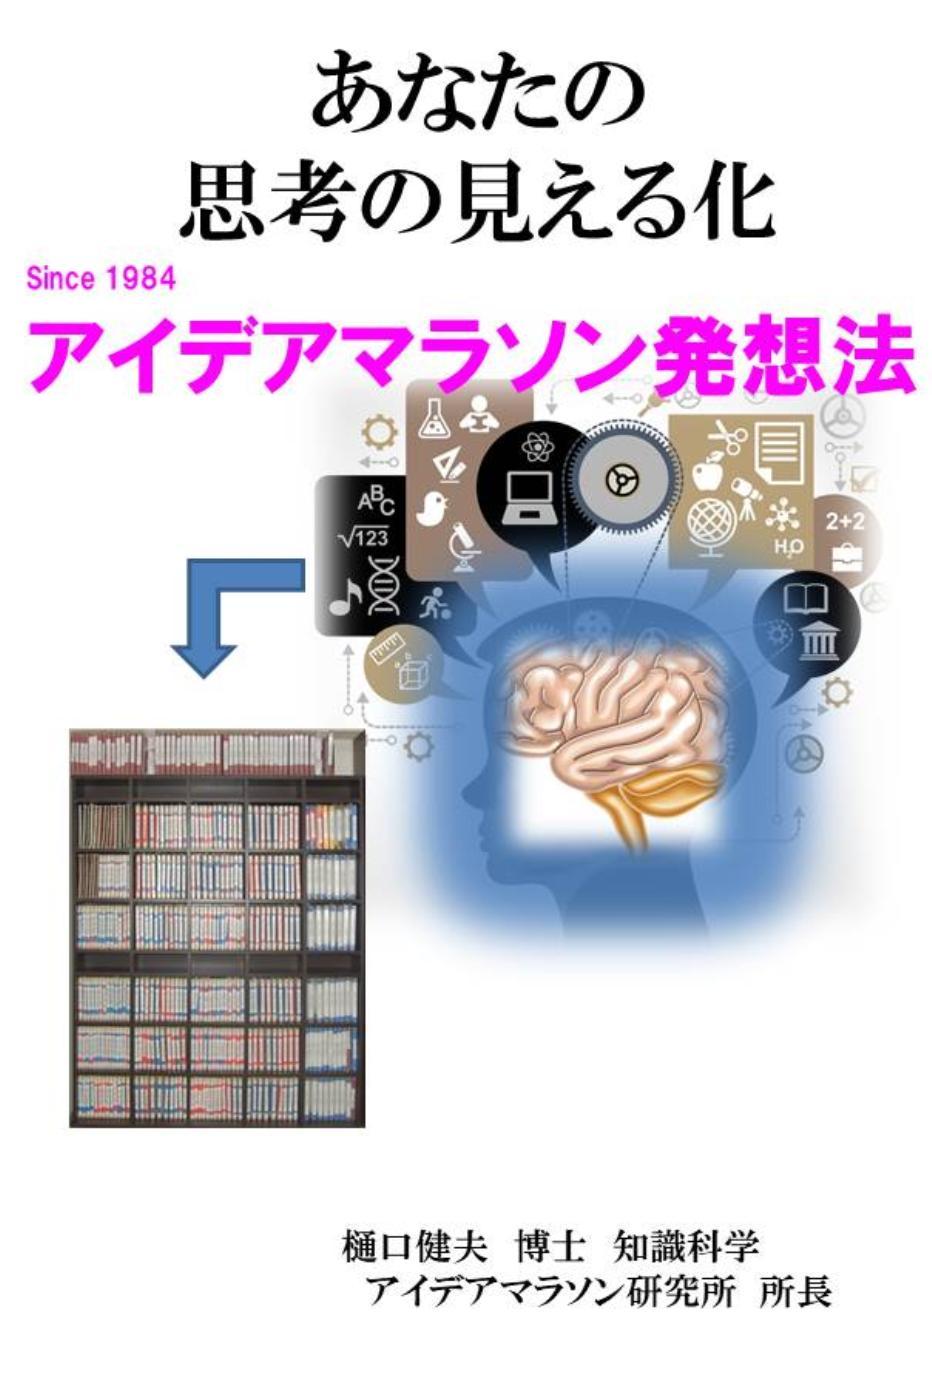 あなたの
思考の見える化
Since 1984
アイデアマラソン発想法
ABC
√123
2+2
H₂O
樋口健夫 博士 知識科学
アイデアマラソン研究所 所長